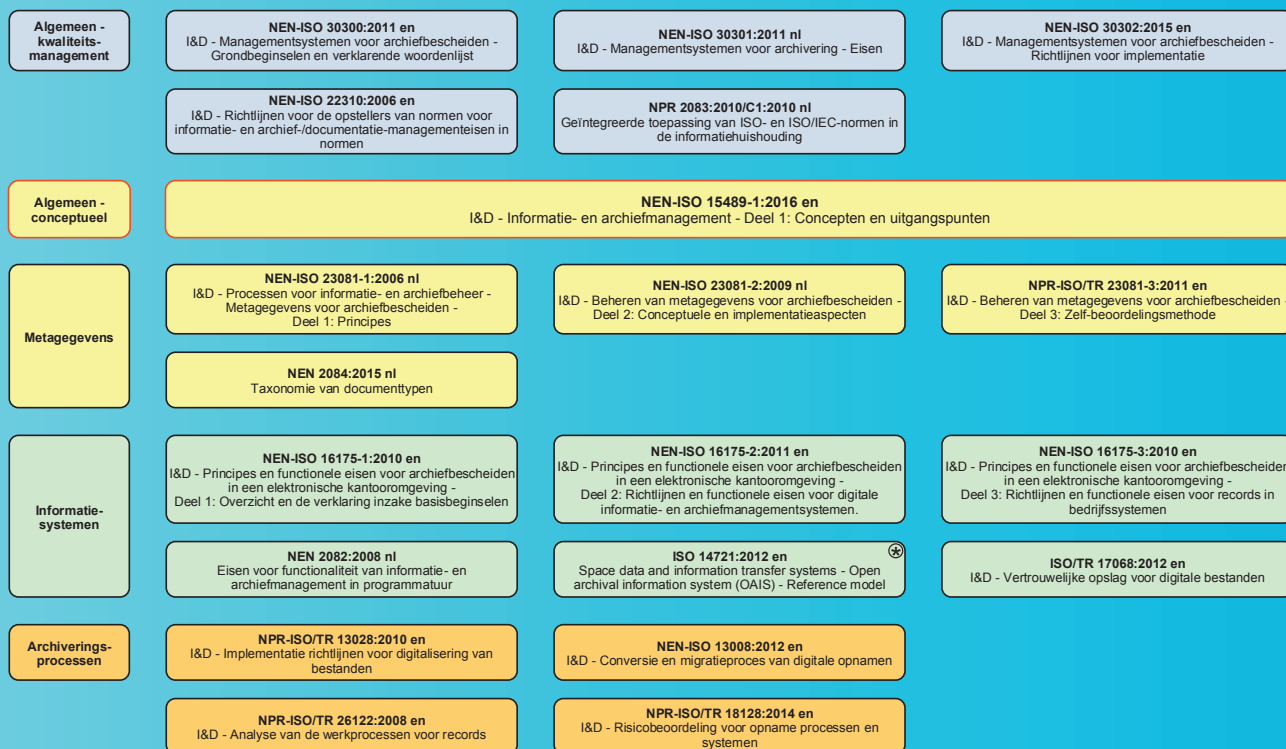 Algemeen -
kwaliteits-
management
NEN-ISO 30300:2011 en
I&D - Managementsystemen voor archiefbescheiden -
Grondbeginselen en verklarende woordenlijst
NEN-ISO 30301:2011 nl
I&D - Managementsystemen voor archivering - Eisen
NEN-ISO 30302:2015 en
I&D - Managementsystemen voor archiefbescheiden -
Richtlijnen voor implementatie
NEN-ISO 22310:2006 en
I&D - Richtlijnen voor de opstellers van normen voor
informatie- en archief-/documentatie-managementeisen in
normen
NPR 2083:2010/C1:2010 nl
Geïntegreerde toepassing van ISO- en ISO/IEC-normen in
de informatiehuishouding
Algemeen -
conceptueel
NEN-ISO 15489-1:2016 en
I&D - Informatie- en archiefmanagement - Deel 1: Concepten en uitgangspunten
Metagegevens
NEN-ISO 23081-1:2006 nl
I&D - Processen voor informatie- en archiefbeheer -
Metagegevens voor archiefbescheiden -
Deel 1: Principes
NEN-ISO 23081-2:2009 nl
I&D - Beheren van metagegevens voor archiefbescheiden -
Deel 2: Conceptuele en implementatieaspecten
NPR-ISO/TR 23081-3:2011 en
I&D - Beheren van metagegevens voor archiefbescheiden -
Deel 3: Zelf-beoordelingsmethode
NEN 2084:2015 nl
Taxonomie van documenttypen
Informatie-
systemen
NEN-ISO 16175-1:2010 en
I&D - Principes en functionele eisen voor archiefbescheiden
in een elektronische kantooromgeving -
Deel 1: Overzicht en de verklaring inzake basisbeginselen
NEN-ISO 16175-2:2011 en
I&D - Principes en functionele eisen voor archiefbescheiden
in een elektronische kantooromgeving -
Deel 2: Richtlijnen en functionele eisen voor digitale
informatie- en archiefmanagementsystemen.
NEN-ISO 16175-3:2010 en
I&D - Principes en functionele eisen voor archiefbescheiden
in een elektronische kantooromgeving -
Deel 3: Richtlijnen en functionele eisen voor records in
bedrijfssystemen
NEN 2082:2008 nl
Eisen voor functionaliteit van informatie- en
archiefmanagement in programmatuur
ISO 14721:2012 en
Space data and information transfer systems - Open
archival information system (OAIS) - Reference model
ISO/TR 17068:2012 en
I&D - Vertrouwelijke opslag voor digitale bestanden
Archiverings-
processen
NPR-ISO/TR 13028:2010 en
I&D - Implementatie richtlijnen voor digitalisering van
bestanden
NEN-ISO 13008:2012 en
I&D - Conversie en migratieproces van digitale opnamen
NPR-ISO/TR 26122:2008 en
I&D - Analyse van de werkprocessen voor records
NPR-ISO/TR 18128:2014 en
I&D - Risicobeoordeling voor opname processen en
systemen